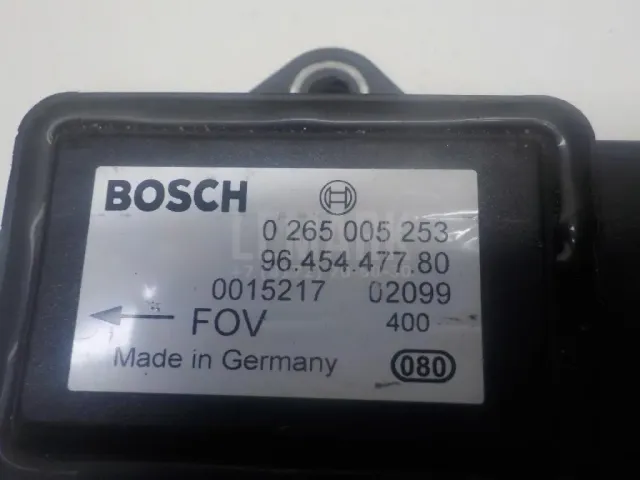 BOSCH
0 265 005 253
96.454.477.80
0015217 02099
← FOV 400
Made in Germany 080